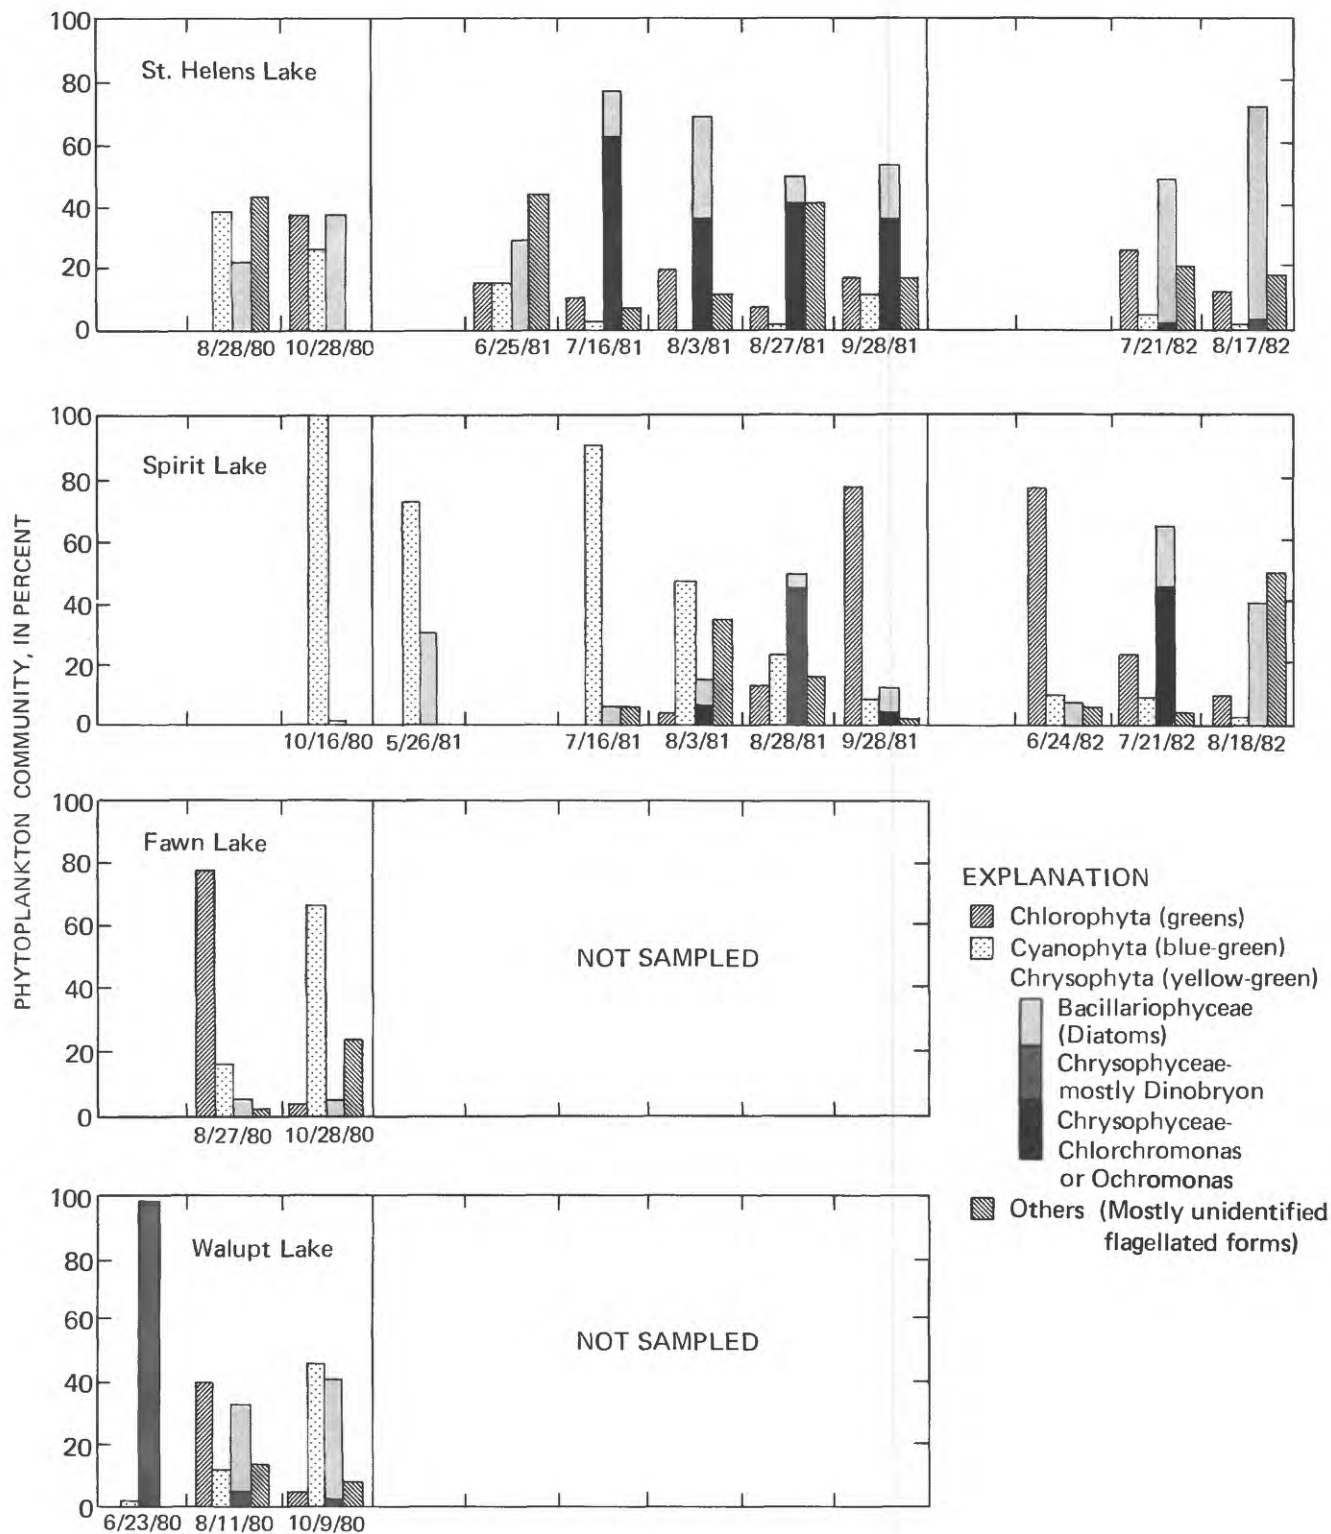 PHYTOPLANKTON COMMUNITY, IN PERCENT
100
80
60
40
20
0
St. Helens Lake
8/28/80 10/28/80 6/25/81 7/16/81 8/3/81 8/27/81 9/28/81 7/21/82 8/17/82
100
80
60
40
20
0
Spirit Lake
10/16/80 5/26/81 7/16/81 8/3/81 8/28/81 9/28/81 6/24/82 7/21/82 8/18/82
100
80
60
40
20
0
Fawn Lake
NOT SAMPLED
8/27/80 10/28/80
100
80
60
40
20
0
Walupt Lake
NOT SAMPLED
6/23/80 8/11/80 10/9/80
EXPLANATION
Chlorophyta (greens)
Cyanophyta (blue-green)
Chrysophyta (yellow-green)
Bacillariophyceae
(Diatoms)
Chrysophyceae-
mostly Dinobryon
Chrysophyceae-
Chlorchromonas
or Ochromonas
Others (Mostly unidentified
flagellated forms)